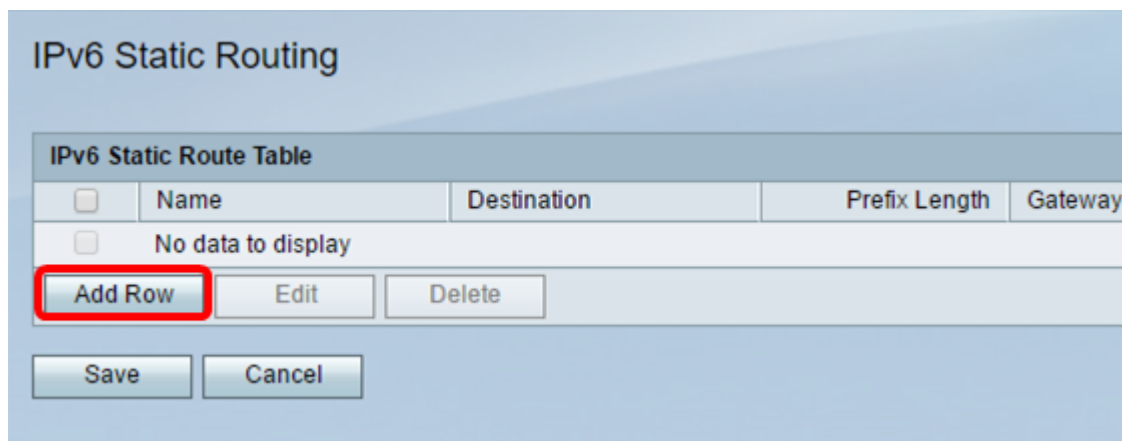 IPv6 Static Routing
IPv6 Static Route Table
Name Destination Prefix Length Gateway
No data to display
Add Row Edit Delete
Save Cancel